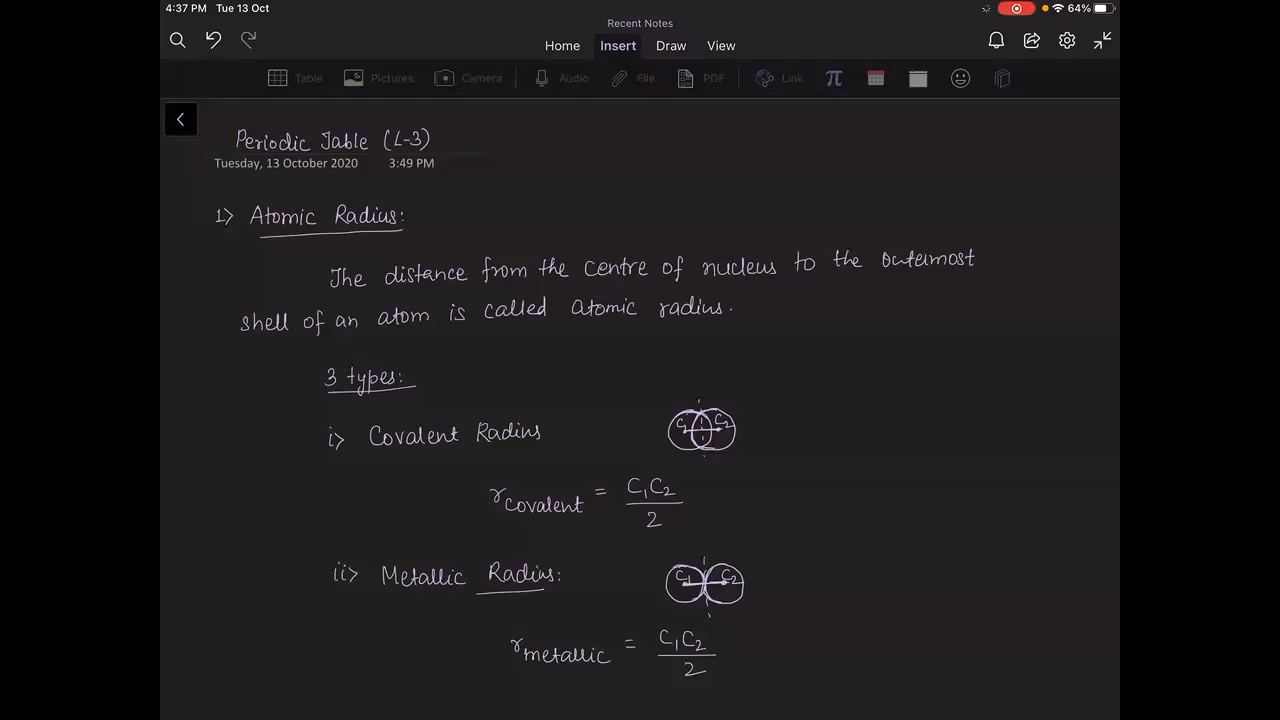 4:37 PM Tue 13 Oct
64%
Recent Notes
Home Insert Draw View
Table Pictures Camera Audio File PDF Link π
Periodic Table (L-3)
Tuesday, 13 October 2020 3:49 PM
1> Atomic Radius:
The distance from the centre of nucleus to the outermost
shell of an atom is called atomic radius.
3 types:
i> Covalent Radius
C₂
r covalent = C₁C₂ / 2
ii> Metallic Radius:
C₁ C₂
r metallic = C₁C₂ / 2